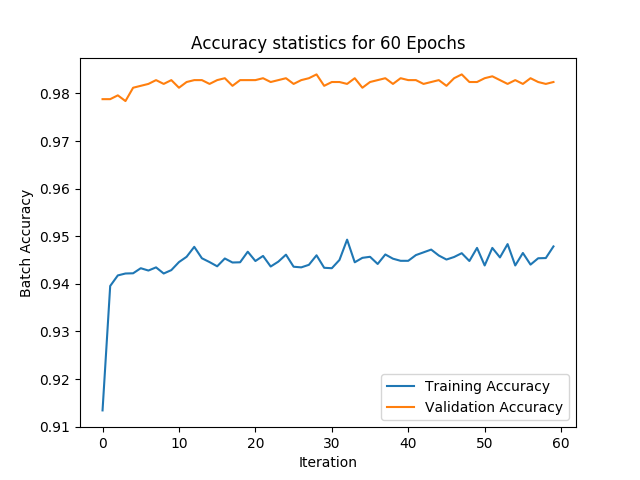 Accuracy statistics for 60 Epochs
Batch Accuracy
0.98
0.97
0.96
0.95
0.94
0.93
0.92
0.91
Training Accuracy
Validation Accuracy
0 10 20 30 40 50 60
Iteration